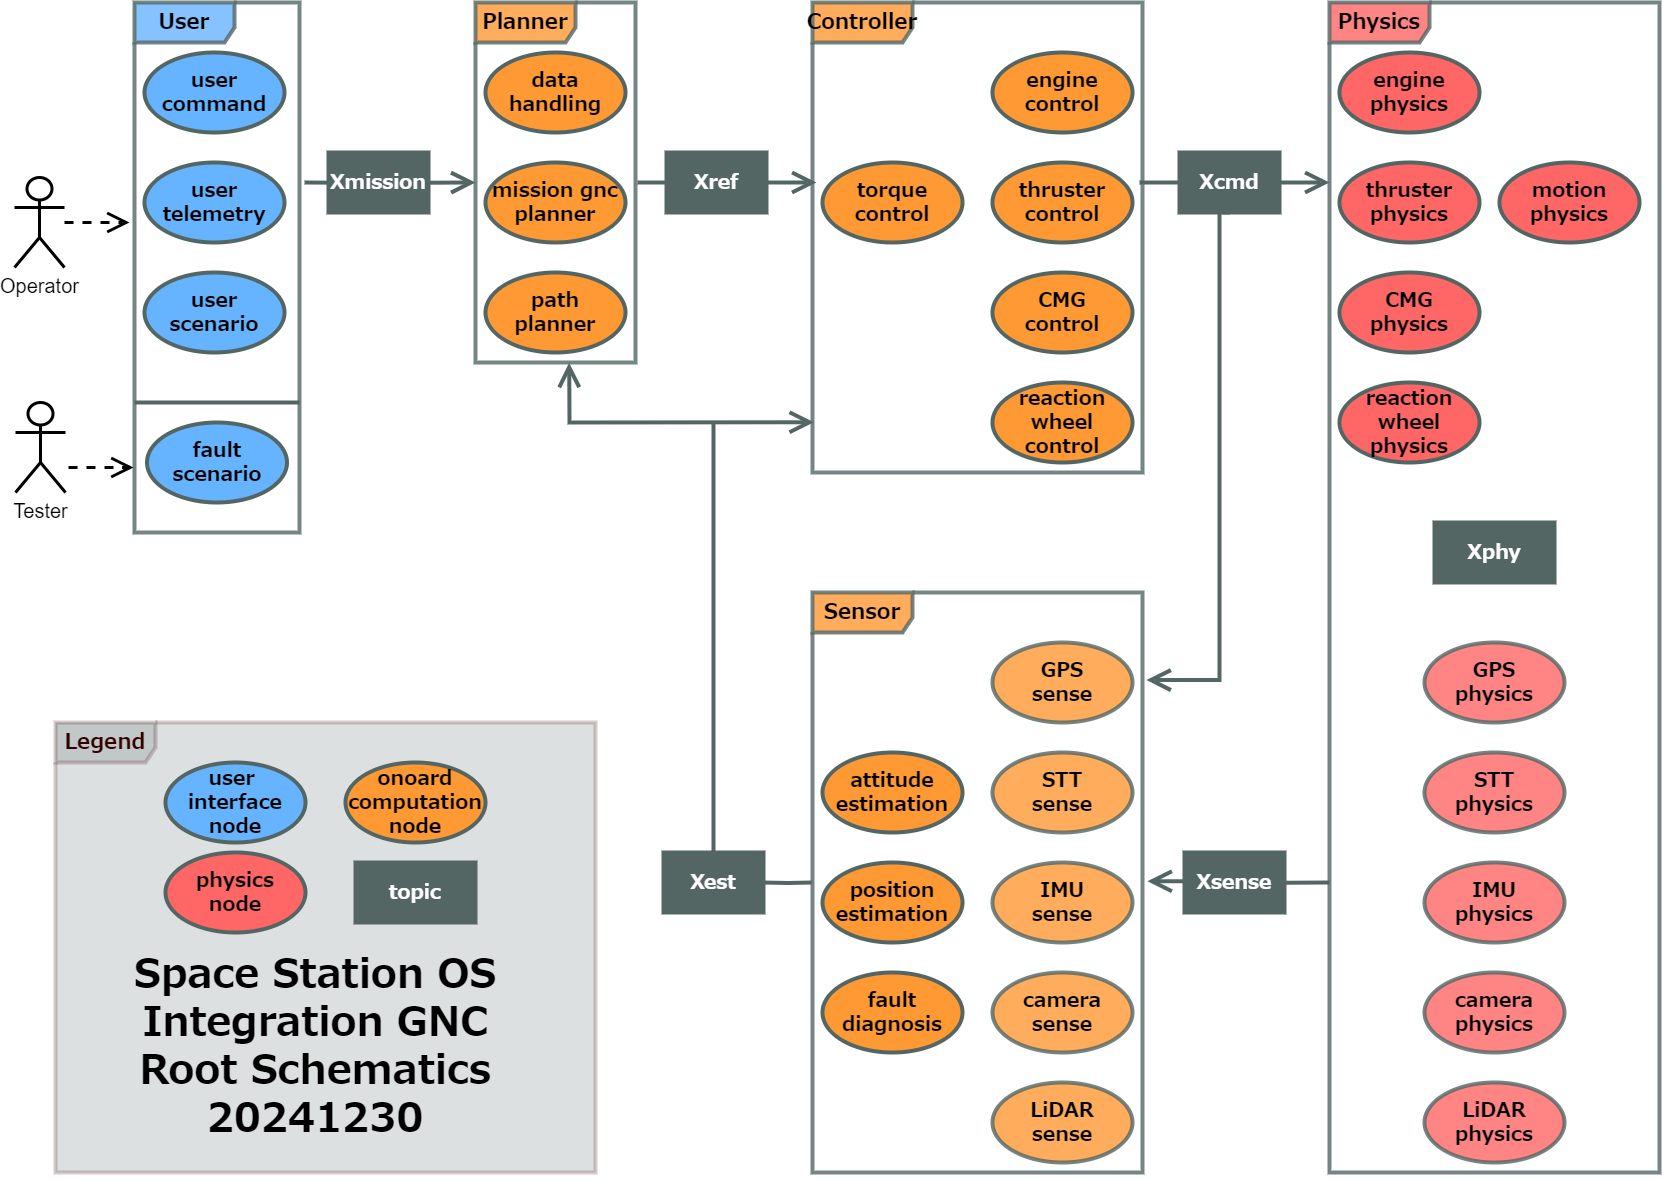 User
user
command
user
telemetry
user
scenario
fault
scenario
Operator
Tester
Xmission
Planner
data
handling
mission gnc
planner
path
planner
Xref
Controller
torque
control
engine
control
thruster
control
CMG
control
reaction
wheel
control
Xcmd
Physics
engine
physics
thruster
physics
motion
physics
CMG
physics
reaction
wheel
physics
Xphy
GPS
physics
STT
physics
IMU
physics
camera
physics
LiDAR
physics
Xsense
Sensor
GPS
sense
STT
sense
IMU
sense
camera
sense
LiDAR
sense
attitude
estimation
position
estimation
fault
diagnosis
Xest
Legend
user
interface
node
onoard
computation
node
physics
node
topic
Space Station OS
Integration GNC
Root Schematics
20241230